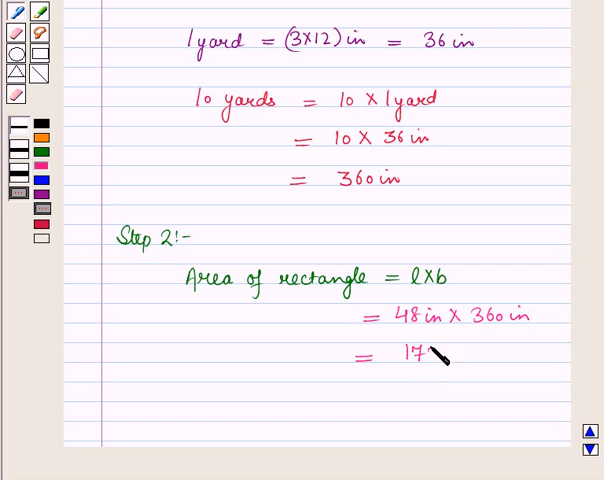 1 yard = (3×12) in = 36 in
10 yards = 10 × 1 yard
= 10 × 36 in
= 360 in
Step 2:-
Area of rectangle = l×b
= 48 in × 360 in
= 17